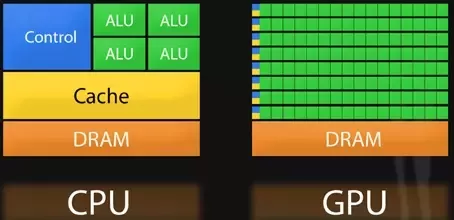 Control
ALU ALU
ALU ALU
Cache
DRAM
CPU
DRAM
GPU